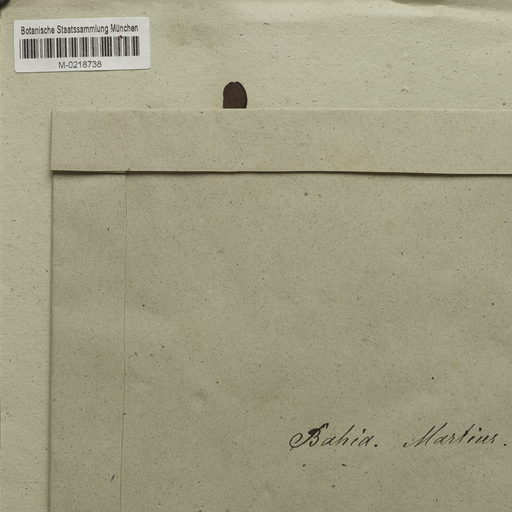 Botanische Staatssammlung München
M-0218738
Bahia. Martius.